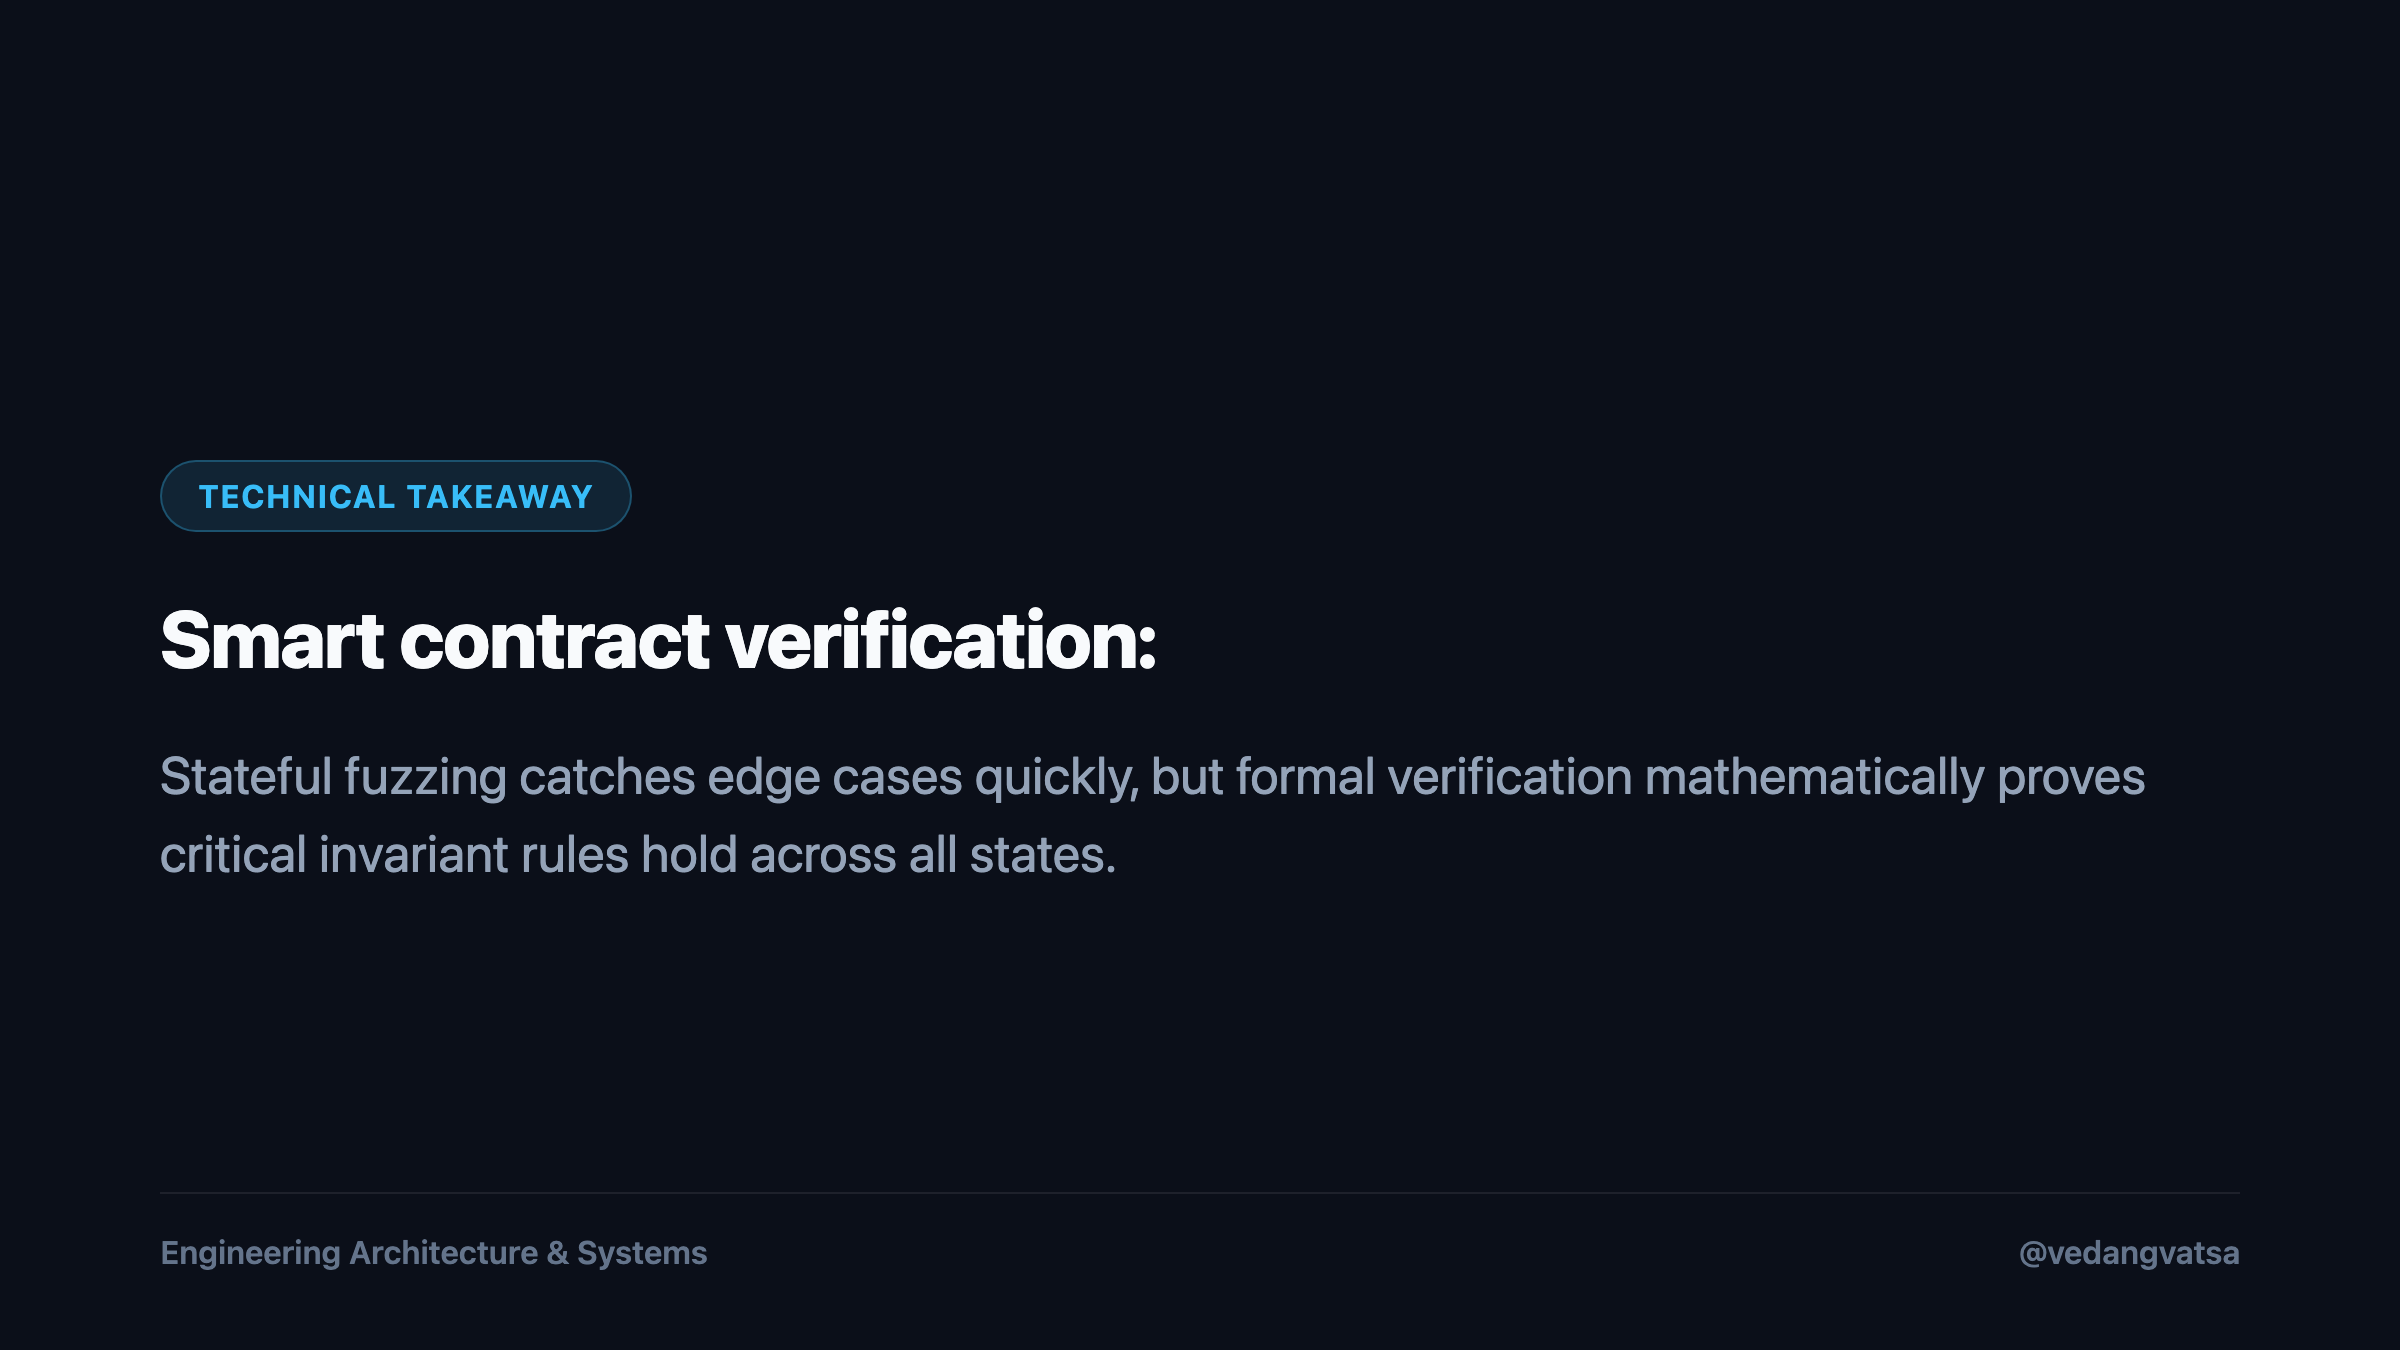 TECHNICAL TAKEAWAY
Smart contract verification:
Stateful fuzzing catches edge cases quickly, but formal verification mathematically proves
critical invariant rules hold across all states.
Engineering Architecture & Systems
@vedangvatsa